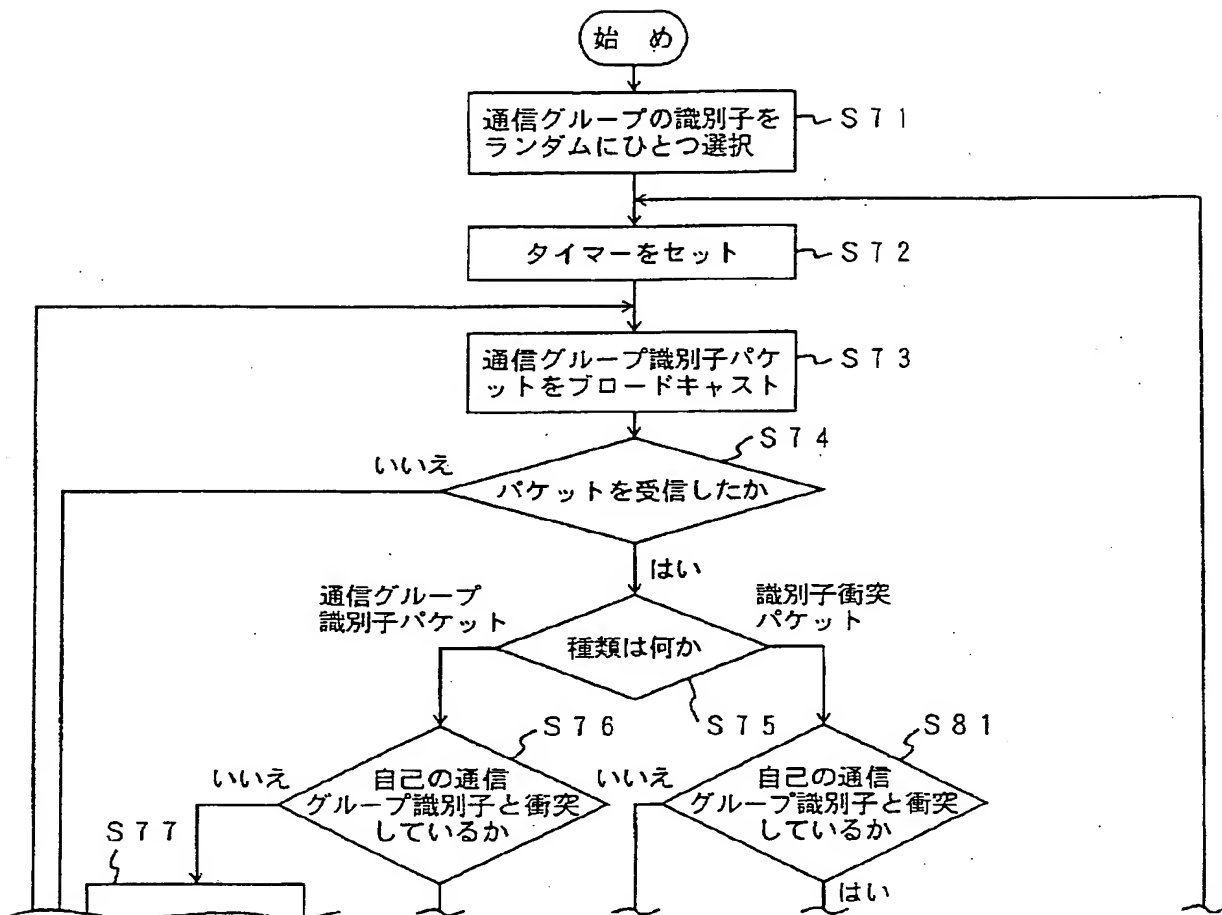 始 め
通信グループの識別子を
ランダムにひとつ選択
S71
タイマーをセット
S72
通信グループ識別子パケ
ットをブロードキャスト
S73
S74
いいえ
パケットを受信したか
はい
通信グループ
識別子パケット
識別子衝突
パケット
種類は何か
S75
S76
いいえ
自己の通信
グループ識別子と衝突
しているか
S81
いいえ
自己の通信
グループ識別子と衝突
しているか
S77
はい